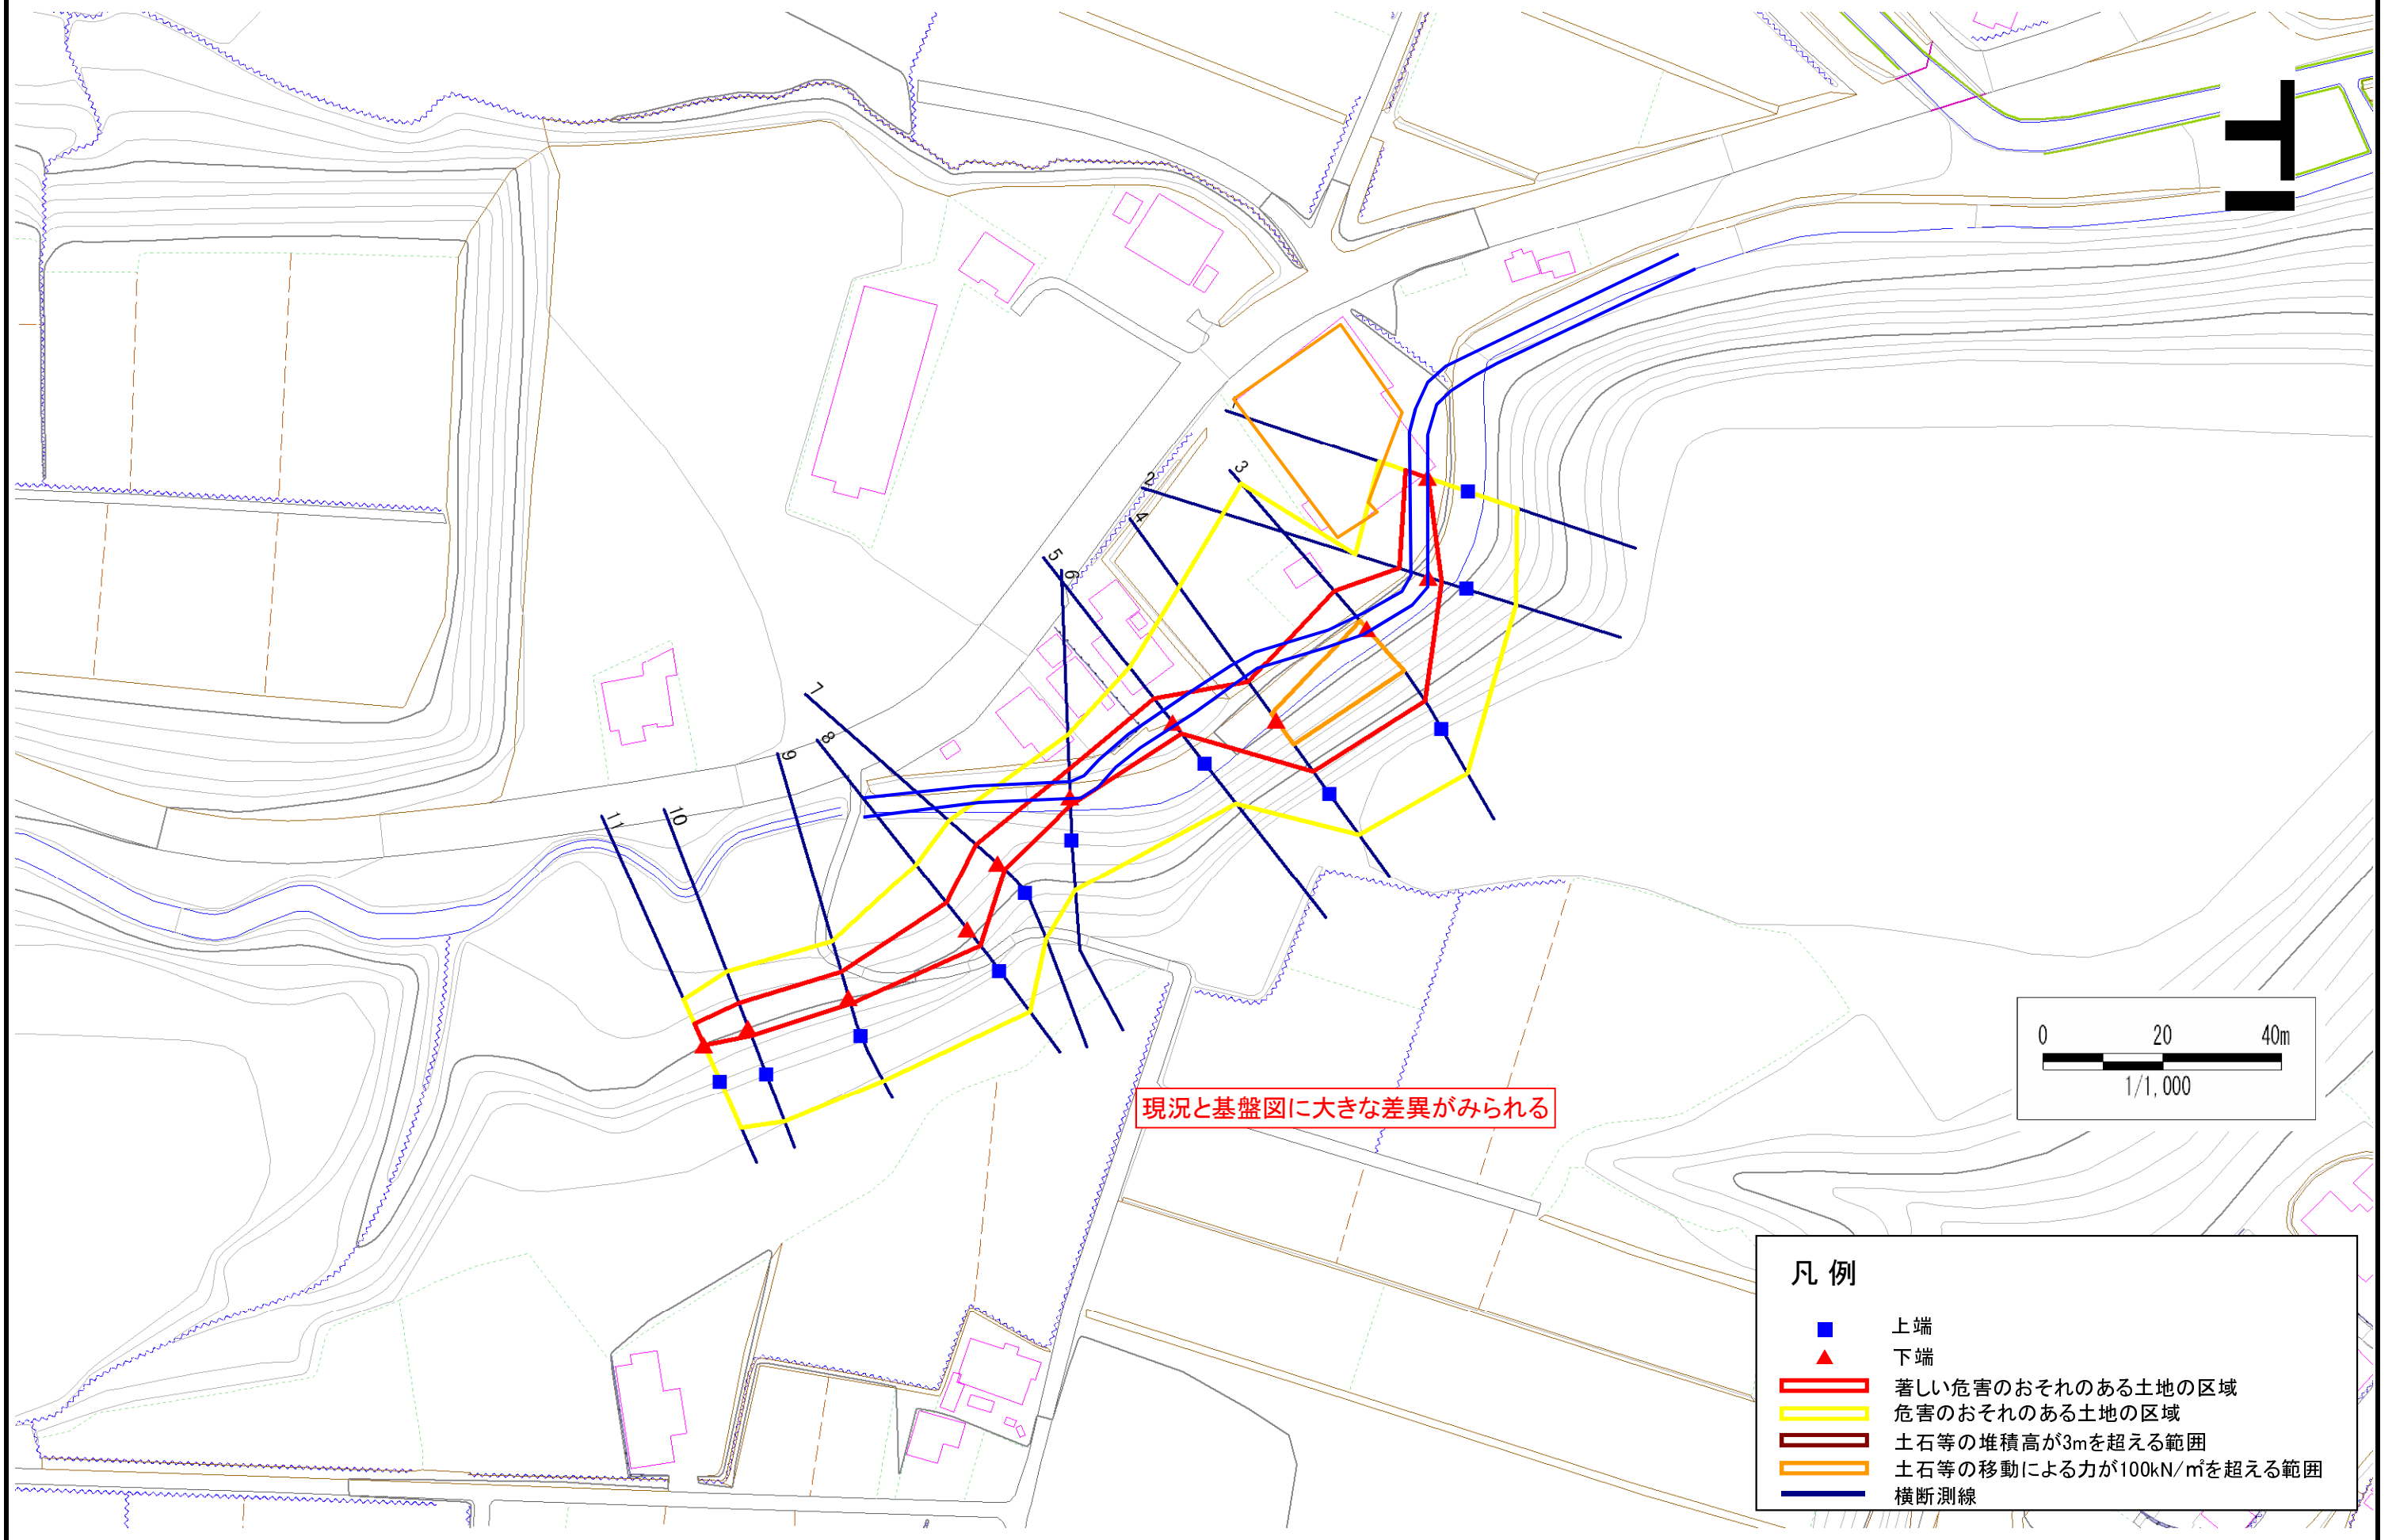 1
2
3
4
5
6
7
8
9
10
11
0 20 40m
1/1,000
現況と基盤図に大きな差異がみられる
凡 例
上端
下端
著しい危害のおそれのある土地の区域
危害のおそれのある土地の区域
土石等の堆積高が3mを超える範囲
土石等の移動による力が100kN/㎡を超える範囲
横断測線